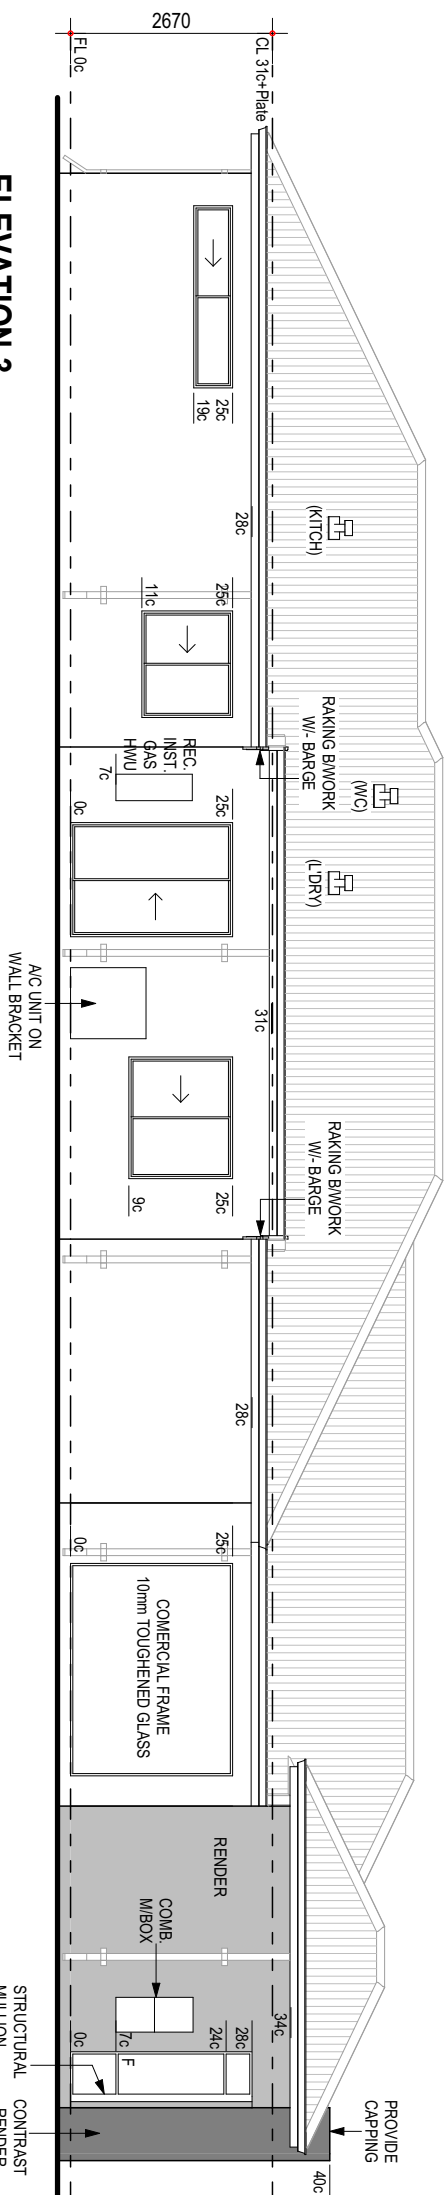 2670
CL 31c+Plate
FL 0c
25c
19c
28c
(KITCH)
25c
11c
RAKING B/WORK
W/- BARGE
(WC)
REC.
INST.
GAS
HWU
7c
25c
0c
(L'DRY)
A/C UNIT ON
WALL BRACKET
31c
25c
9c
RAKING B/WORK
W/- BARGE
28c
25c
0c
COMERCIAL FRAME
10mm TOUGHENED GLASS
RENDER
COMB.
M/BOX
34c
28c
24c
7c
0c
F
STRUCTURAL
MULLION
CONTRAST
RENDER
PROVIDE
CAPPING
40c
ELEVATION 3